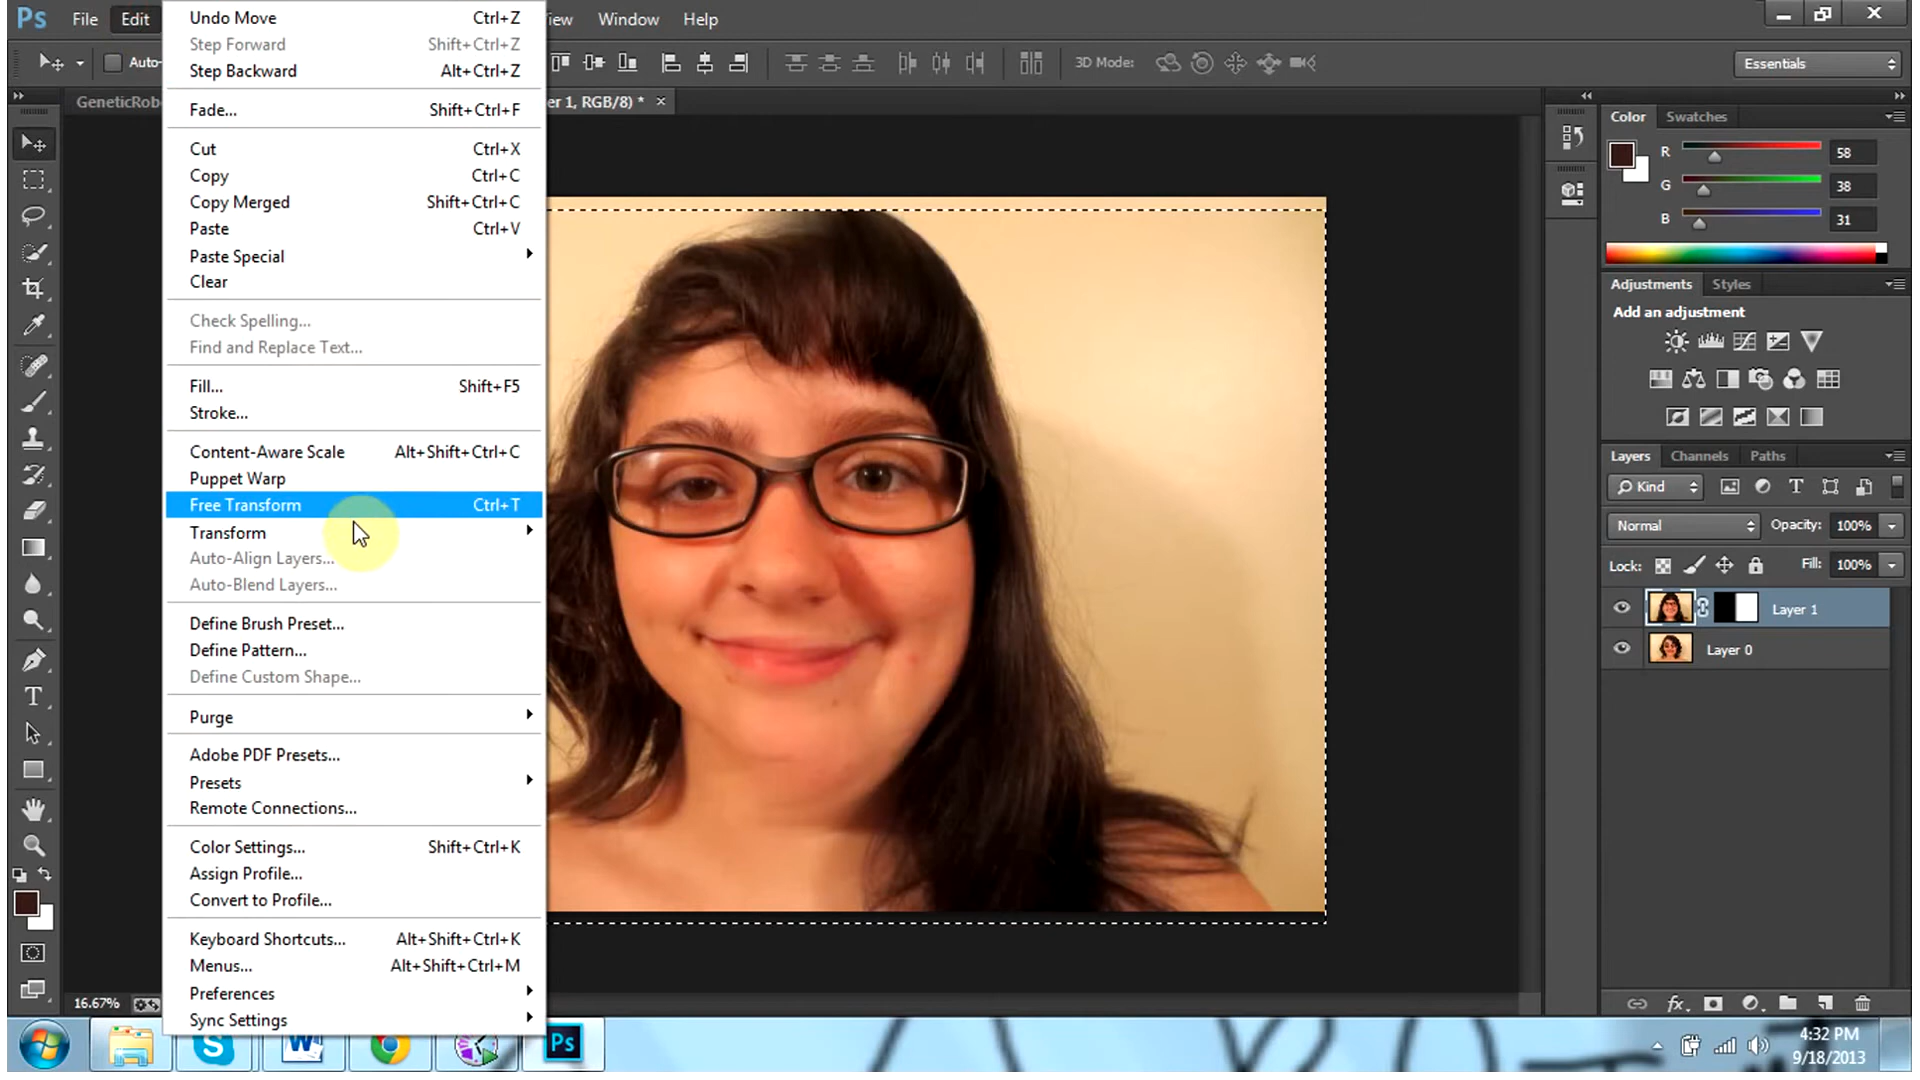 Ps File Edit View Window Help
Undo Move Ctrl+Z
Step Forward Shift+Ctrl+Z
Step Backward Alt+Ctrl+Z
Fade... Shift+Ctrl+F
Cut Ctrl+X
Copy Ctrl+C
Copy Merged Shift+Ctrl+C
Paste Ctrl+V
Paste Special
Clear
Check Spelling...
Find and Replace Text...
Fill... Shift+F5
Stroke...
Content-Aware Scale Alt+Shift+Ctrl+C
Puppet Warp
Free Transform Ctrl+T
Transform
Auto-Align Layers...
Auto-Blend Layers...
Define Brush Preset...
Define Pattern...
Define Custom Shape...
Purge
Adobe PDF Presets...
Presets
Remote Connections...
Color Settings... Shift+Ctrl+K
Assign Profile...
Convert to Profile...
Keyboard Shortcuts... Alt+Shift+Ctrl+K
Menus... Alt+Shift+Ctrl+M
Preferences
Sync Settings
Auto-
3D Mode:
Essentials
GeneticRob
er 1, RGB/8) *
Color Swatches
R 58
G 38
B 31
Adjustments Styles
Add an adjustment
Layers Channels Paths
Kind
Normal Opacity: 100%
Lock: Fill: 100%
Layer 1
Layer 0
fx
T
16.67%
S W Ps
4:32 PM
9/18/2013